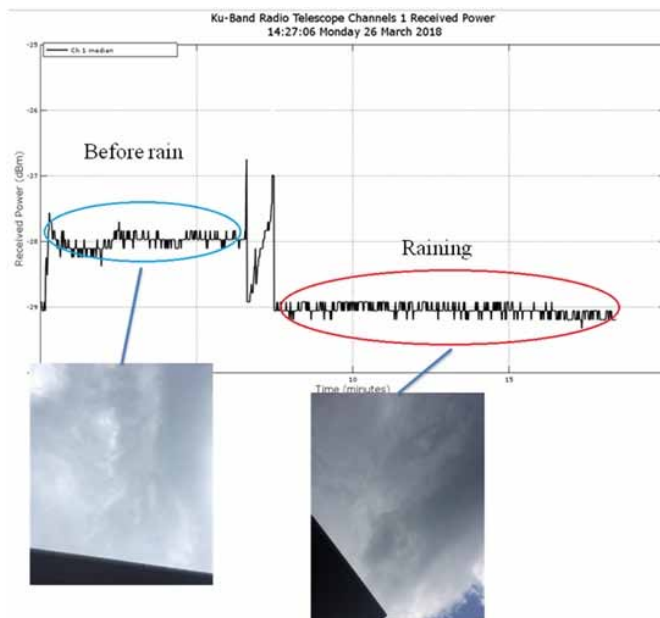 Ku-Band Radio Telescope Channels 1 Received Power
14:27:06 Monday 26 March 2018
-25
Ch 1 median
-26
Before rain
-27
Received Power (dBm)
-28
Raining
-29
10
15
Time (minutes)